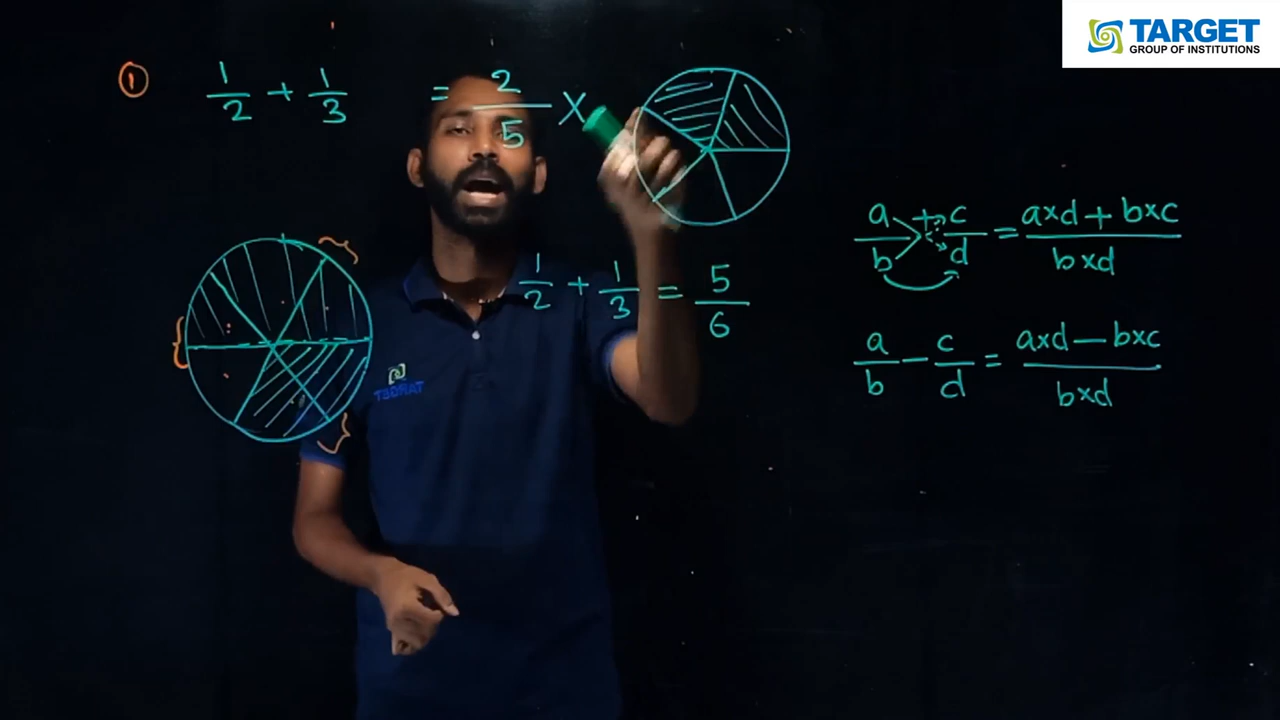 TARGET
GROUP OF INSTITUTIONS
① 1/2 + 1/3 = 2/5 ×
a/b + c/d = a×d + b×c / b×d
1/2 + 1/3 = 5/6
a/b − c/d = a×d − b×c / b×d